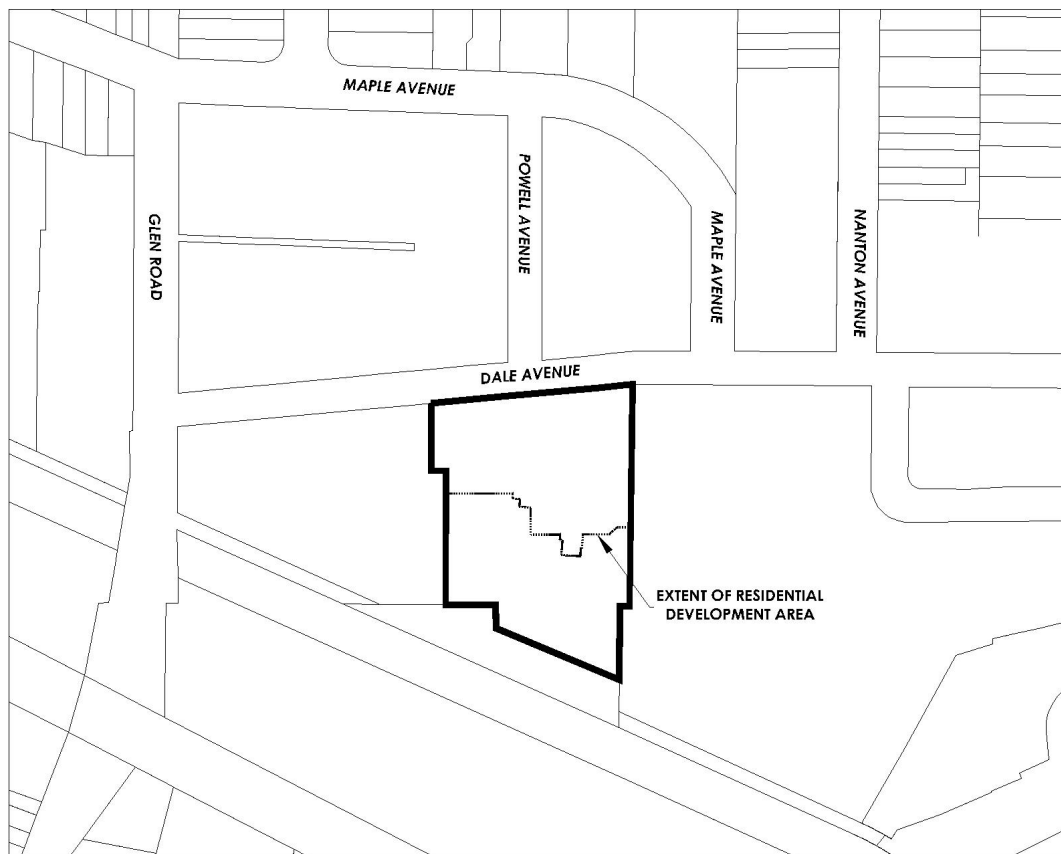 MAPLE AVENUE
POWELL AVENUE
GLEN ROAD
MAPLE AVENUE
NANTON AVENUE
DALE AVENUE
EXTENT OF RESIDENTIAL
DEVELOPMENT AREA